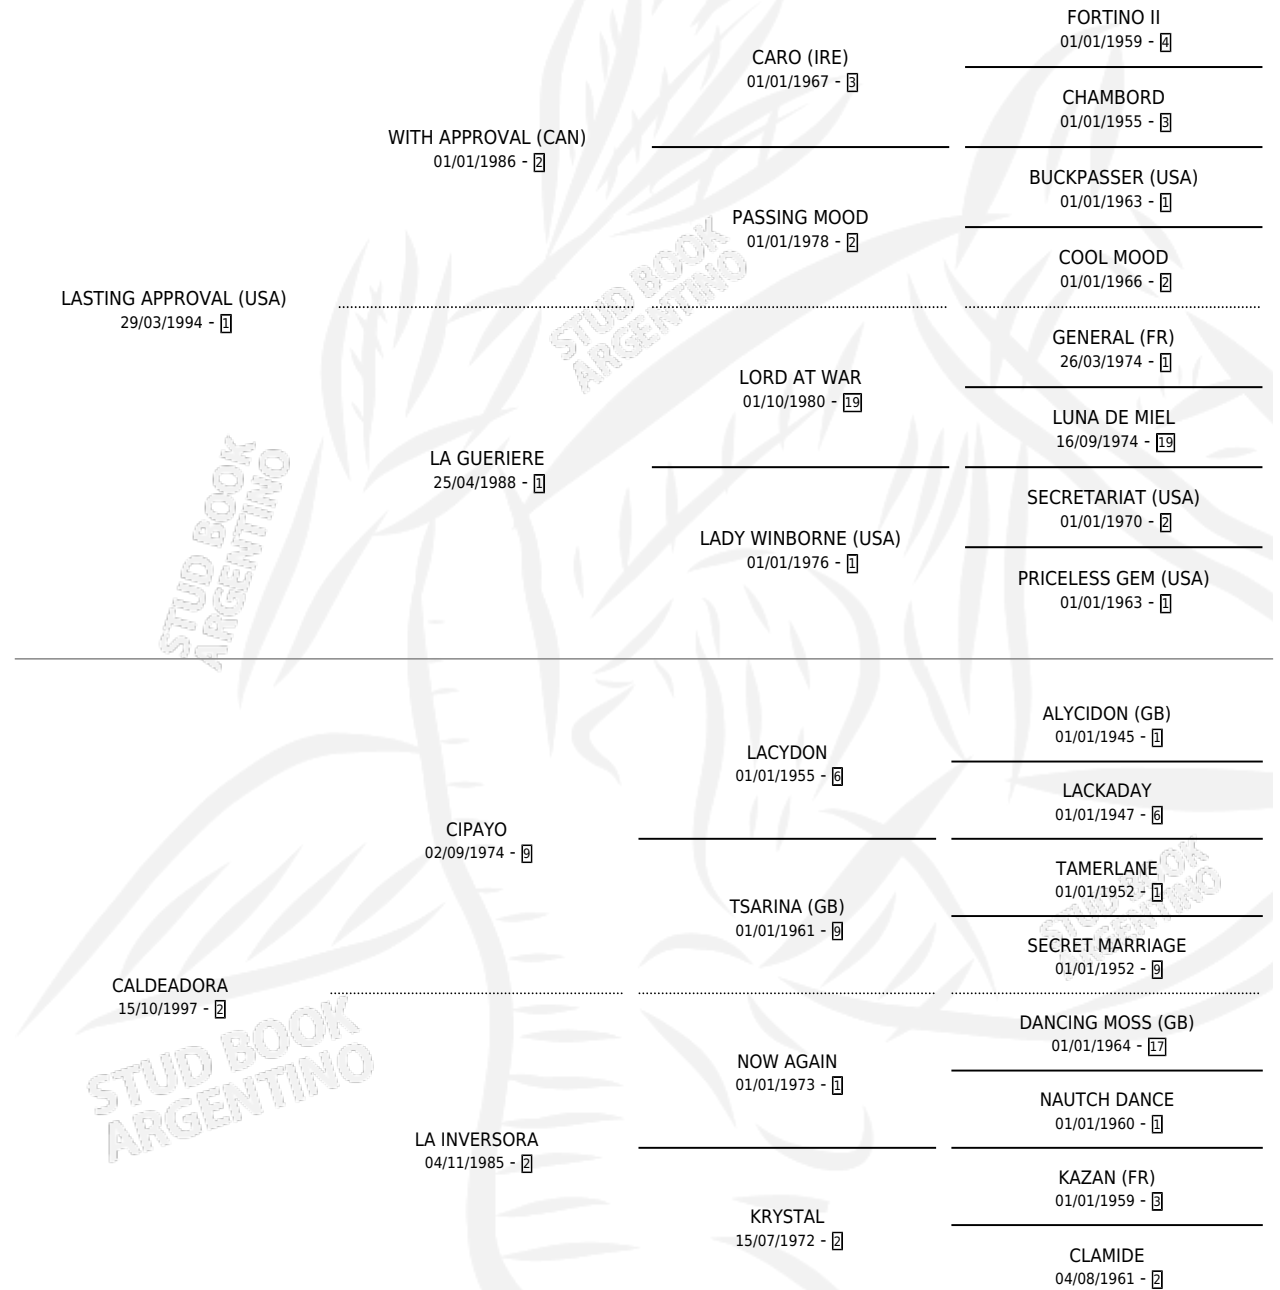 FORTINO II
01/01/1959 - 4
CARO (IRE)
01/01/1967 - 3
CHAMBORD
01/01/1955 - 3
WITH APPROVAL (CAN)
01/01/1986 - 2
BUCKPASSER (USA)
01/01/1963 - 1
PASSING MOOD
01/01/1978 - 2
COOL MOOD
01/01/1966 - 2
LASTING APPROVAL (USA)
29/03/1994 - 1
GENERAL (FR)
26/03/1974 - 1
LORD AT WAR
01/10/1980 - 19
LUNA DE MIEL
16/09/1974 - 19
LA GUERIERE
25/04/1988 - 1
SECRETARIAT (USA)
01/01/1970 - 2
LADY WINBORNE (USA)
01/01/1976 - 1
PRICELESS GEM (USA)
01/01/1963 - 1
STUD BOOK
ARGENTINO
STUD BOOK
ARGENTINO
ALYCIDON (GB)
01/01/1945 - 1
LACYDON
01/01/1955 - 6
LACKADAY
01/01/1947 - 6
CIPAYO
02/09/1974 - 9
TAMERLANE
01/01/1952 - 1
TSARINA (GB)
01/01/1961 - 9
SECRET MARRIAGE
01/01/1952 - 9
STUD BOOK
ARGENTINO
CALDEADORA
15/10/1997 - 2
DANCING MOSS (GB)
01/01/1964 - 17
NOW AGAIN
01/01/1973 - 1
NAUTCH DANCE
01/01/1960 - 1
LA INVERSORA
04/11/1985 - 2
KAZAN (FR)
01/01/1959 - 3
KRYSTAL
15/07/1972 - 2
CLAMIDE
04/08/1961 - 2
STUD BOOK
ARGENTINO